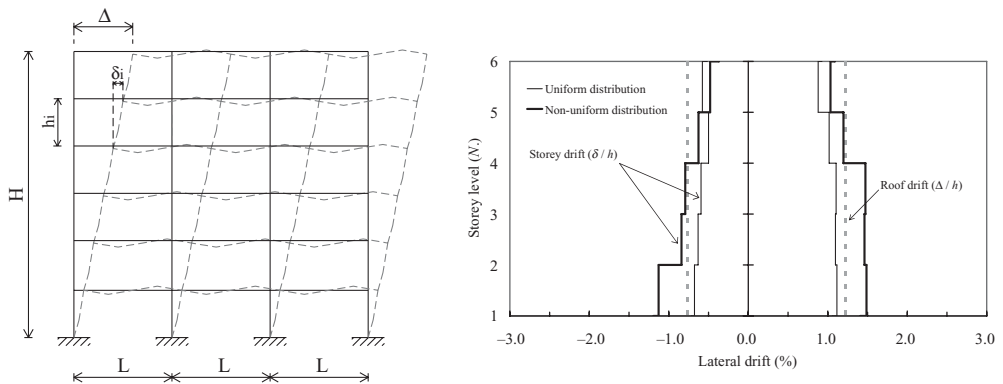 Δ
δi
hi
H
L
L
L
6
5
4
3
2
1
Storey level (N.)
Uniform distribution
Non-uniform distribution
Storey drift (δ / h)
Roof drift (Δ / h)
−3.0
−2.0
−1.0
0.0
1.0
2.0
3.0
Lateral drift (%)